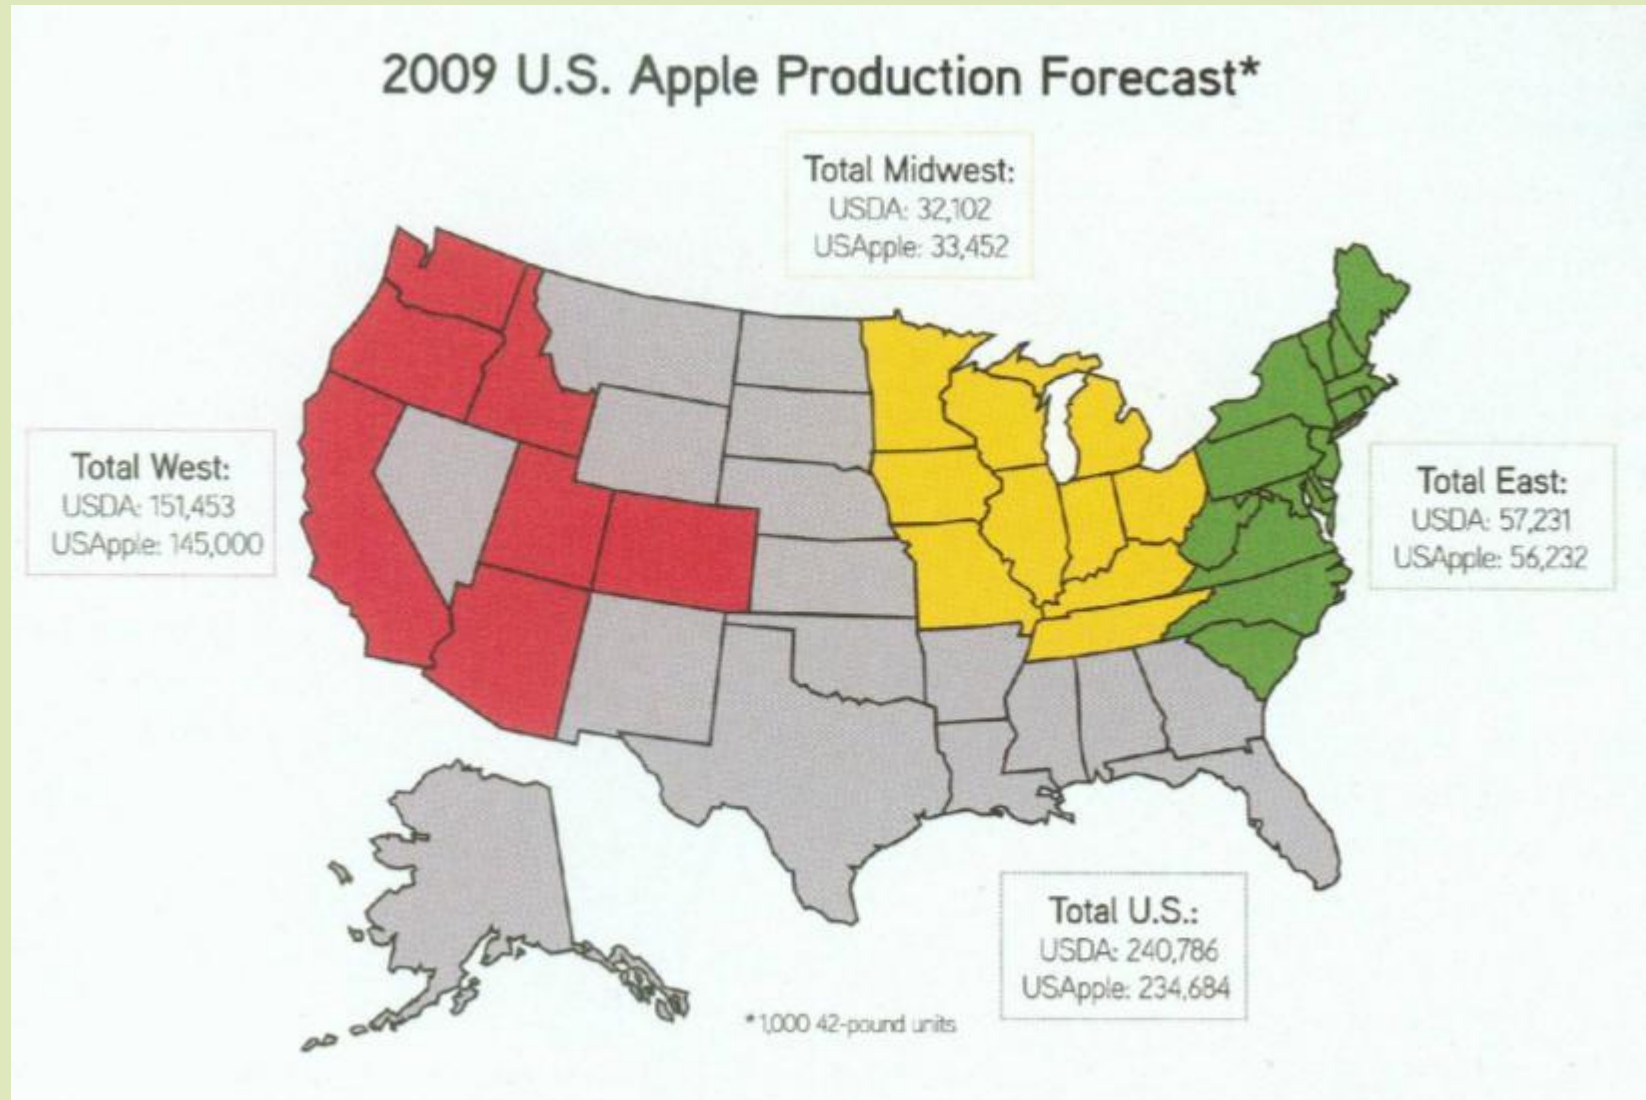 2009 U.S. Apple Production Forecast*
Total Midwest:
USDA: 32,102
USApple: 33,452
Total West:
USDA: 151,453
USApple: 145,000
Total East:
USDA: 57,231
USApple: 56,232
Total U.S.:
USDA: 240,786
USApple: 234,684
*1,000 42-pound units